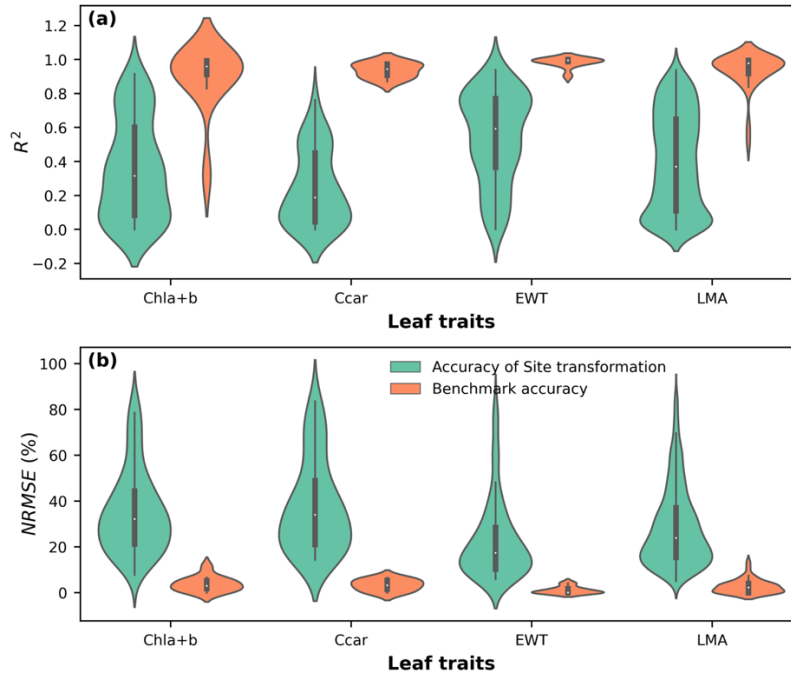 (a)
1.2
1.0
0.8
0.6
0.4
0.2
0.0
−0.2
R²
Chla+b Ccar EWT LMA
Leaf traits
(b)
Accuracy of Site transformation
Benchmark accuracy
100
80
60
40
20
0
NRMSE (%)
Chla+b Ccar EWT LMA
Leaf traits